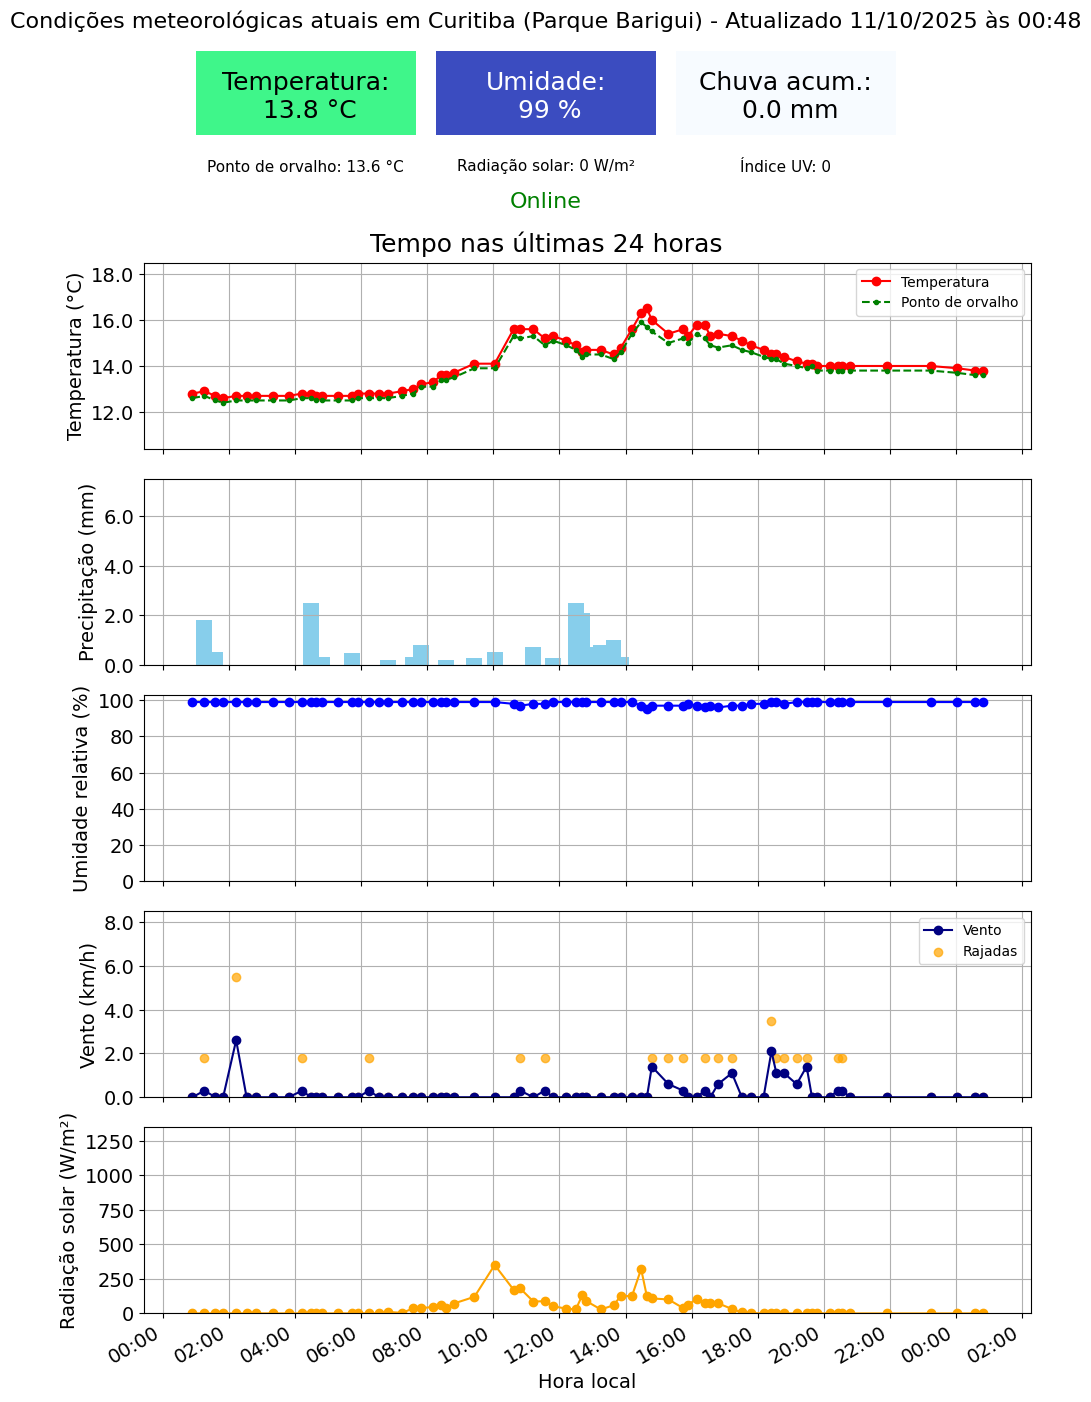 Condições meteorológicas atuais em Curitiba (Parque Barigui) - Atualizado 11/10/2025 às 00:48
Temperatura:
13.8 °C
Umidade:
99 %
Chuva acum.:
0.0 mm
Ponto de orvalho: 13.6 °C
Radiação solar: 0 W/m²
Índice UV: 0
Online
Tempo nas últimas 24 horas
Temperatura (°C)
18.0
16.0
14.0
12.0
Temperatura
Ponto de orvalho
Precipitação (mm)
6.0
4.0
2.0
0.0
Umidade relativa (%)
100
80
60
40
20
0
Vento (km/h)
8.0
6.0
4.0
2.0
0.0
Vento
Rajadas
Radiação solar (W/m²)
1250
1000
750
500
250
0
00:00 02:00 04:00 06:00 08:00 10:00 12:00 14:00 16:00 18:00 20:00 22:00 00:00 02:00
Hora local